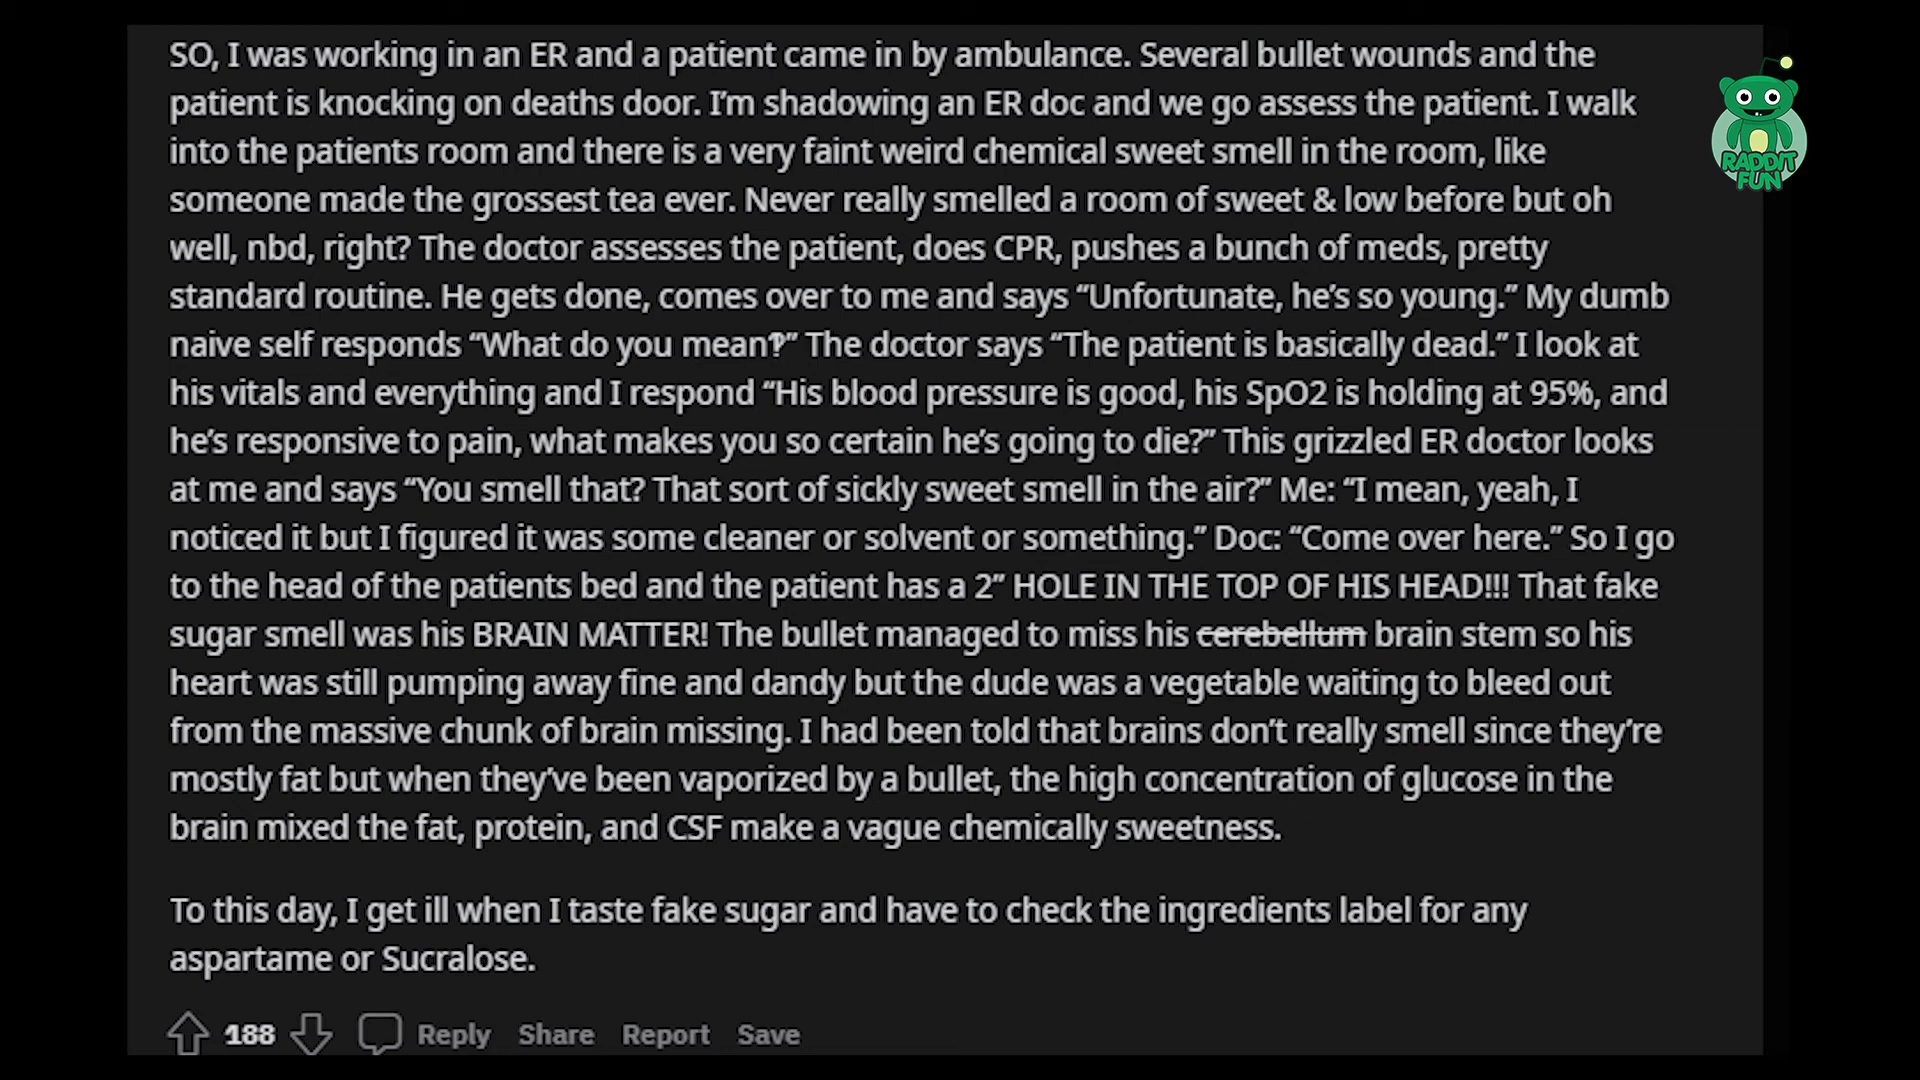 SO, I was working in an ER and a patient came in by ambulance. Several bullet wounds and the
patient is knocking on deaths door. I’m shadowing an ER doc and we go assess the patient. I walk
into the patients room and there is a very faint weird chemical sweet smell in the room, like
someone made the grossest tea ever. Never really smelled a room of sweet & low before but oh
well, nbd, right? The doctor assesses the patient, does CPR, pushes a bunch of meds, pretty
standard routine. He gets done, comes over to me and says “Unfortunate, he’s so young.” My dumb
naive self responds “What do you mean?” The doctor says “The patient is basically dead.” I look at
his vitals and everything and I respond “His blood pressure is good, his SpO2 is holding at 95%, and
he’s responsive to pain, what makes you so certain he’s going to die?” This grizzled ER doctor looks
at me and says “You smell that? That sort of sickly sweet smell in the air?” Me: “I mean, yeah, I
noticed it but I figured it was some cleaner or solvent or something.” Doc: “Come over here.” So I go
to the head of the patients bed and the patient has a 2” HOLE IN THE TOP OF HIS HEAD!!! That fake
sugar smell was his BRAIN MATTER! The bullet managed to miss his cerebellum brain stem so his
heart was still pumping away fine and dandy but the dude was a vegetable waiting to bleed out
from the massive chunk of brain missing. I had been told that brains don’t really smell since they’re
mostly fat but when they’ve been vaporized by a bullet, the high concentration of glucose in the
brain mixed the fat, protein, and CSF make a vague chemically sweetness.
To this day, I get ill when I taste fake sugar and have to check the ingredients label for any
aspartame or Sucralose.
188 Reply Share Report Save
RADDIT
FUN